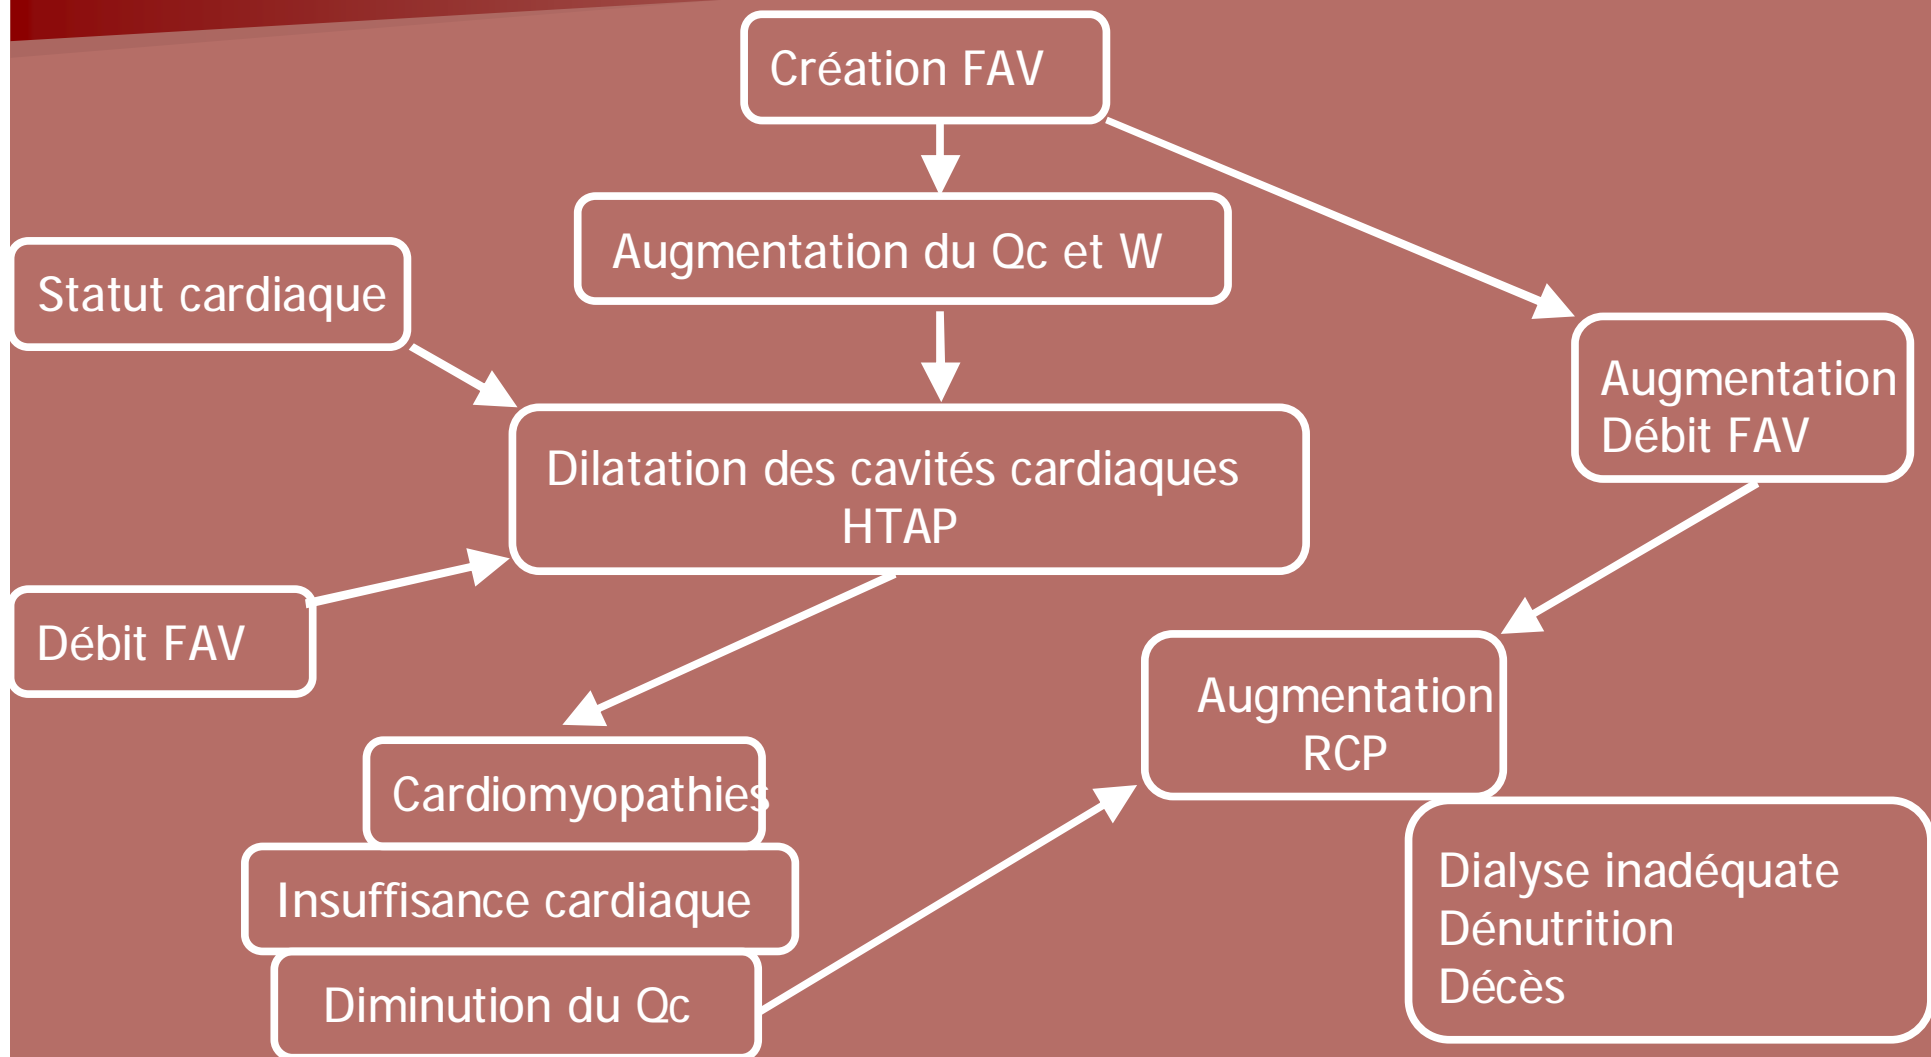 Création FAV
Augmentation du Qc et W
Statut cardiaque
Augmentation
Débit FAV
Dilatation des cavités cardiaques
HTAP
Débit FAV
Augmentation
RCP
Cardiomyopathies
Insuffisance cardiaque
Diminution du Qc
Dialyse inadéquate
Dénutrition
Décès